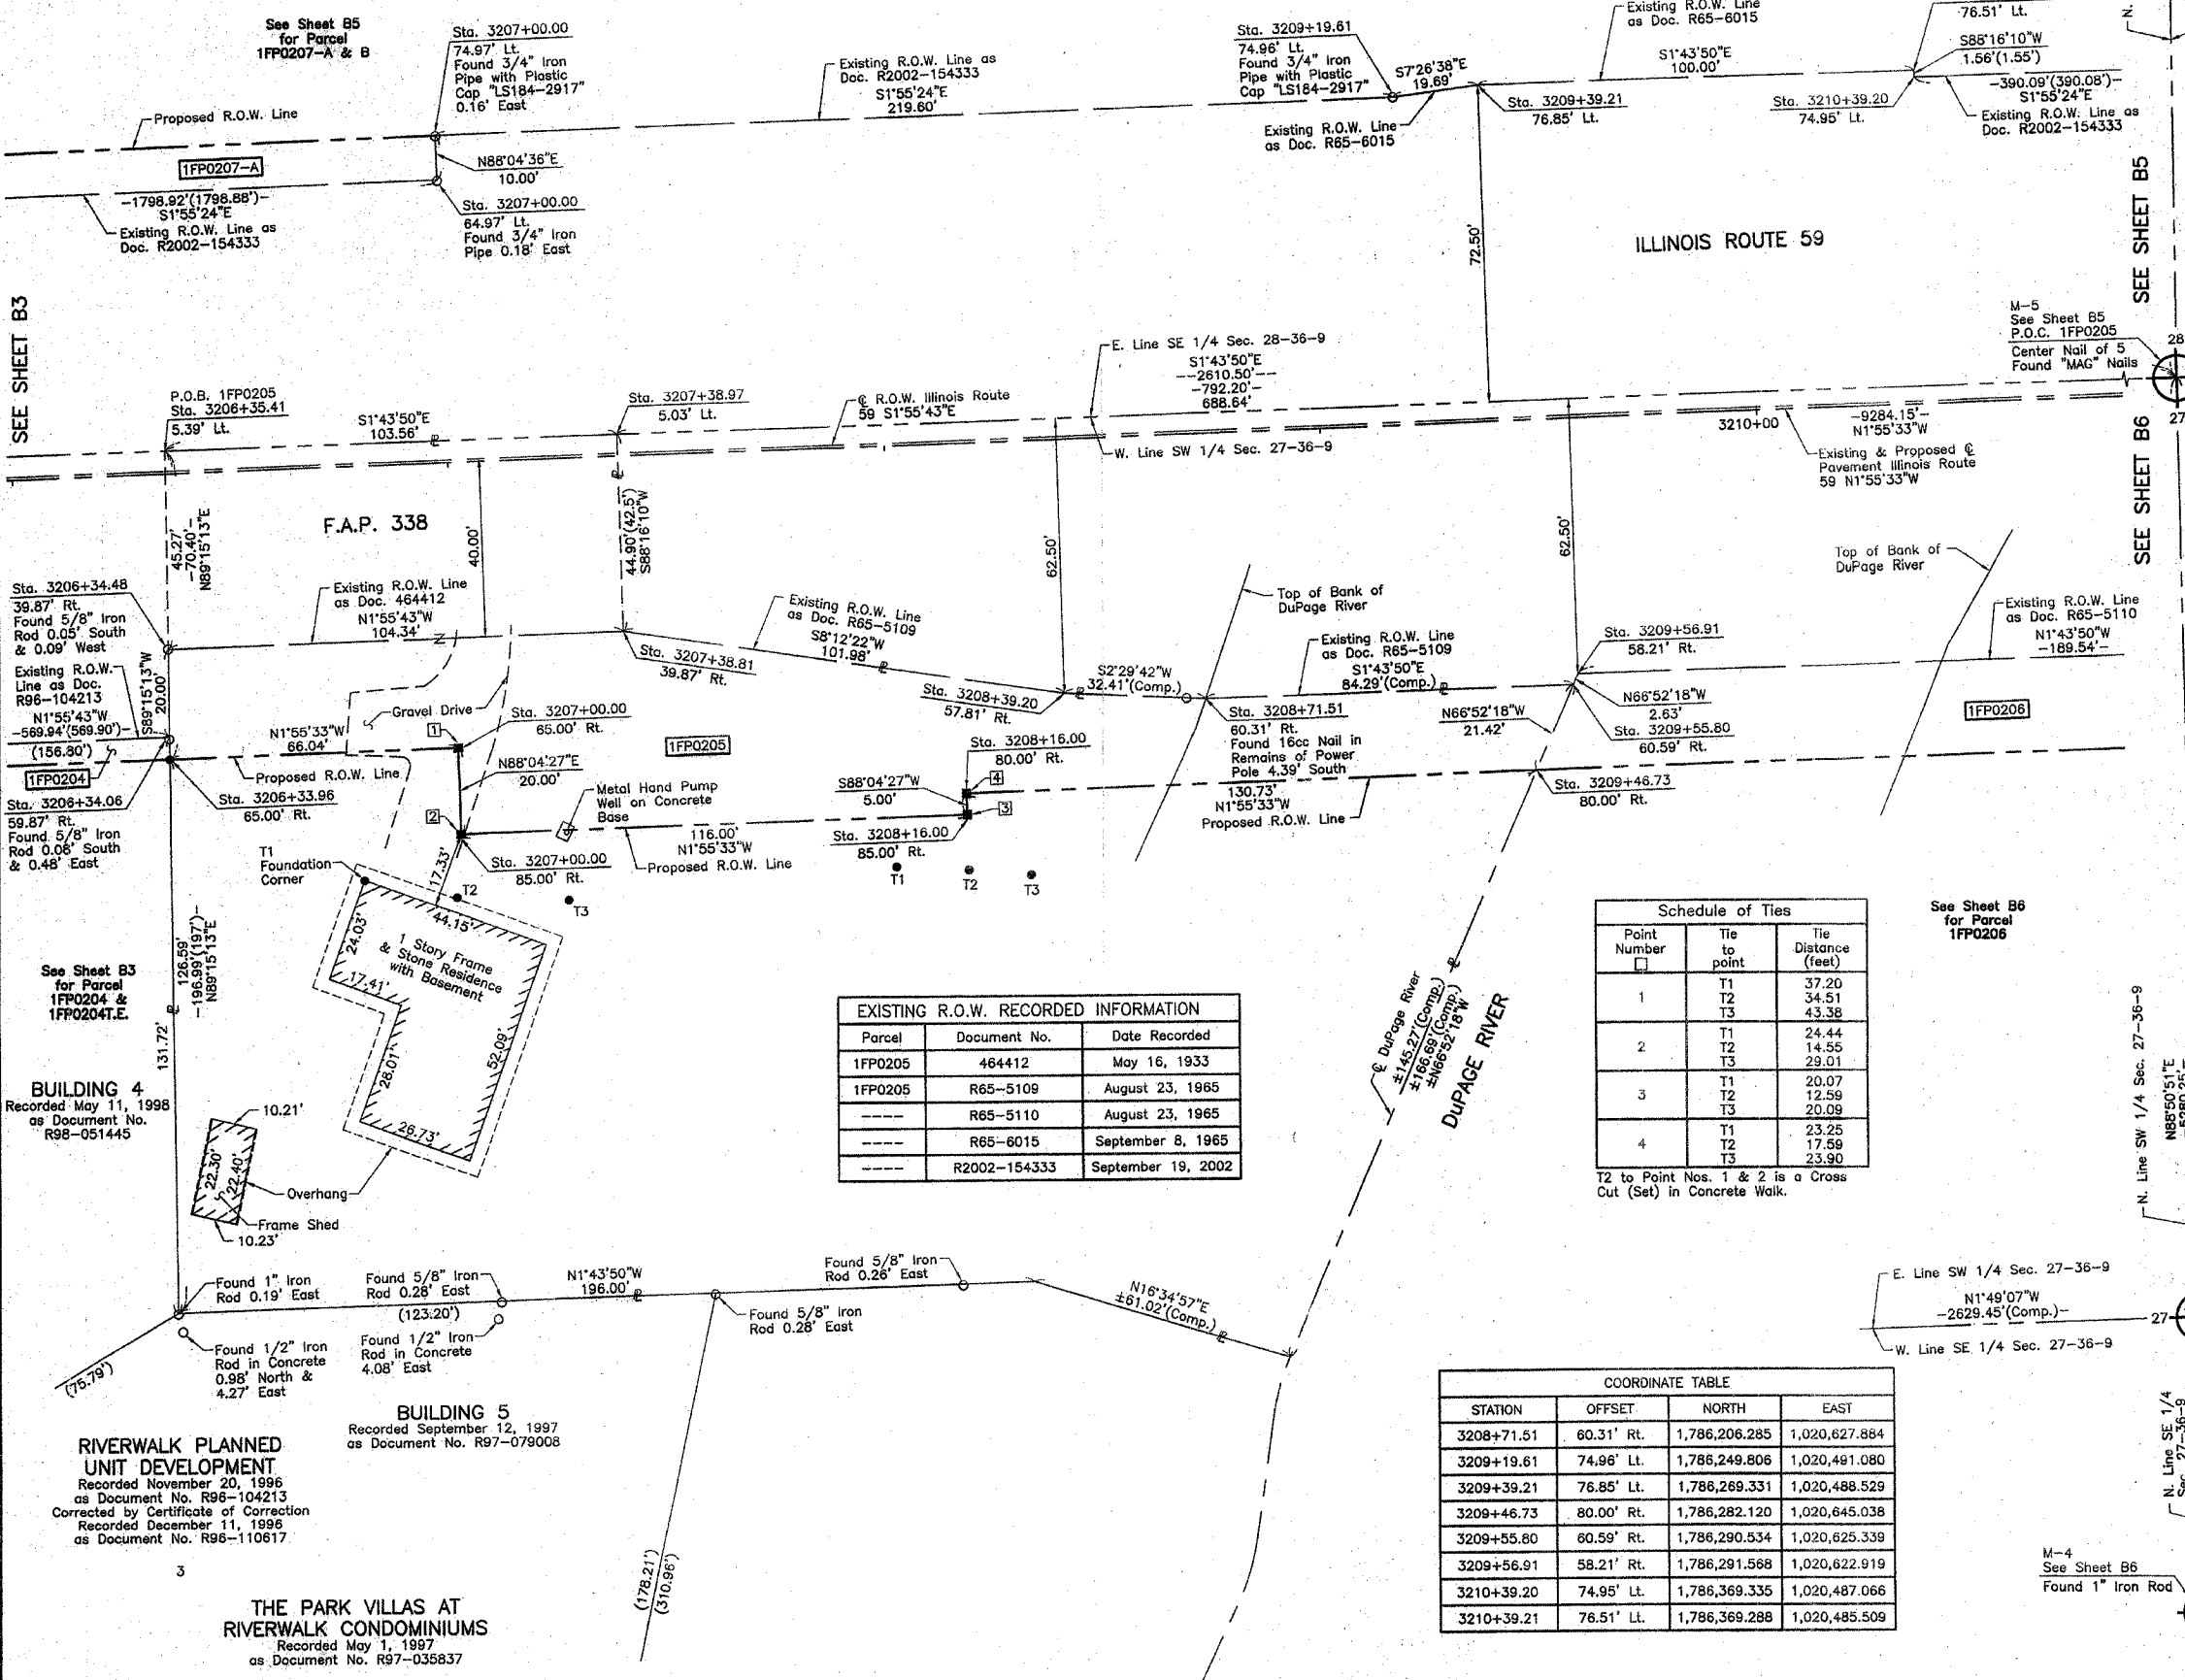 See Sheet B5
for Parcel
1FP0207-A & B
Sta. 3207+00.00
74.97' Lt.
Found 3/4" Iron
Pipe with Plastic
Cap "LS184-2917"
0.16' East
Existing R.O.W. Line as
Doc. R2002-154333
S1°55'24"E
219.60'
Sta. 3209+19.61
74.96' Lt.
Found 3/4" Iron
Pipe with Plastic
Cap "LS184-2917"
S7°26'38"E
19.69'
Existing R.O.W. Line
as Doc. R65-6015
Existing R.O.W. Line
as Doc. R65-6015
S1°43'50"E
100.00'
Sta. 3209+39.21
76.85' Lt.
Sta. 3210+39.20
74.95' Lt.
76.51' Lt.
S88°16'10"W
1.56'(1.55')
-390.09'(390.08')-
S1°55'24"E
Existing R.O.W. Line as
Doc. R2002-154333
N.
Proposed R.O.W. Line
1FP0207-A
-1798.92'(1798.88')-
S1°55'24"E
Existing R.O.W. Line as
Doc. R2002-154333
N88°04'36"E
10.00'
Sta. 3207+00.00
64.97' Lt.
Found 3/4" Iron
Pipe 0.18' East
72.50'
ILLINOIS ROUTE 59
SEE SHEET B5
SEE SHEET B3
M-5
See Sheet B5
P.O.C. 1FP0205
Center Nail of 5
Found "MAG" Nails
28
27
P.O.B. 1FP0205
Sta. 3206+35.41
5.39' Lt.
S1°43'50"E
103.56'
Sta. 3207+38.97
5.03' Lt.
℄ R.O.W. Illinois Route
59 S1°55'43"E
E. Line SE 1/4 Sec. 28-36-9
S1°43'50"E
--2610.50'--
-792.20'-
688.64'
W. Line SW 1/4 Sec. 27-36-9
3210+00
-9284.15'-
N1°55'33"W
Existing & Proposed ℄
Pavement Illinois Route
59 N1°55'33"W
SEE SHEET B6
45.27'
-70.40'-
N89°15'13"E
F.A.P. 338
40.00'
44.90'(42.5')
S88°16'10"W
62.50'
62.50'
Top of Bank of
DuPage River
Sta. 3206+34.48
39.87' Rt.
Found 5/8" Iron
Rod 0.05' South
& 0.09' West
Existing R.O.W. Line
as Doc. 464412
N1°55'43"W
104.34'
Existing R.O.W. Line
as Doc. R65-5109
S8°12'22"W
101.98'
Sta. 3207+38.81
39.87' Rt.
Top of Bank of
DuPage River
Existing R.O.W. Line
as Doc. R65-5109
S1°43'50"E
84.29'(Comp.)
Sta. 3209+56.91
58.21' Rt.
Existing R.O.W. Line
as Doc. R65-5110
N1°43'50"W
-189.54'-
Existing R.O.W.
Line as Doc.
R96-104213
N1°55'43"W
-569.94'(569.90')-
(156.80')
1FP0204
S89°15'13"W
20.00'
N1°55'33"W
66.04'
Gravel Drive
1
Sta. 3207+00.00
65.00' Rt.
1FP0205
Sta. 3208+39.20
57.81' Rt.
S2°29'42"W
32.41'(Comp.)
Sta. 3208+71.51
60.31' Rt.
Found 16cc Nail in
Remains of Power
Pole 4.39' South
N66°52'18"W
21.42'
N66°52'18"W
2.63'
Sta. 3209+55.80
60.59' Rt.
1FP0206
Proposed R.O.W. Line
Sta. 3206+33.96
65.00' Rt.
Sta. 3206+34.06
59.87' Rt.
Found 5/8" Iron
Rod 0.08' South
& 0.48' East
N88°04'27"E
20.00'
2
Metal Hand Pump
Well on Concrete
Base
S88°04'27"W
5.00'
Sta. 3208+16.00
80.00' Rt.
4
3
130.73'
N1°55'33"W
Proposed R.O.W. Line
Sta. 3209+46.73
80.00' Rt.
T1
Foundation
Corner
17.33'
Sta. 3207+00.00
85.00' Rt.
116.00'
N1°55'33"W
Proposed R.O.W. Line
Sta. 3208+16.00
85.00' Rt.
T1
T2
T3
T2
T3
44.15'
24.03'
1 Story Frame
& Stone Residence
with Basement
17.41'
28.01'
52.09'
26.73'
126.59'
-196.99'(197')-
N89°15'13"E
131.72'
See Sheet B3
for Parcel
1FP0204 &
1FP0204T.E.
BUILDING 4
Recorded May 11, 1998
as Document No.
R98-051445
10.21'
22.30'
22.40'
Overhang
Frame Shed
10.23'
EXISTING R.O.W. RECORDED INFORMATION
Parcel Document No. Date Recorded
1FP0205 464412 May 16, 1933
1FP0205 R65-5109 August 23, 1965
---- R65-5110 August 23, 1965
---- R65-6015 September 8, 1965
---- R2002-154333 September 19, 2002
℄ DuPage River
±145.27'(Comp.)
±166.69'(Comp.)
±N66°52'18"W
DuPAGE RIVER
Schedule of Ties
Point Number □ Tie to point Tie Distance (feet)
1 T1 37.20
T2 34.51
T3 43.38
2 T1 24.44
T2 14.55
T3 29.01
3 T1 20.07
T2 12.59
T3 20.09
4 T1 23.25
T2 17.59
T3 23.90
T2 to Point Nos. 1 & 2 is a Cross
Cut (Set) in Concrete Walk.
See Sheet B6
for Parcel
1FP0206
N. Line SW 1/4 Sec. 27-36-9
N88°50'51"E
Found 1" Iron
Rod 0.19' East
Found 5/8" Iron
Rod 0.28' East
(123.20')
N1°43'50"W
196.00'
Found 5/8" Iron
Rod 0.26' East
Found 5/8" Iron
Rod 0.28' East
N16°34'57"E
±61.02'(Comp.)
Found 1/2" Iron
Rod in Concrete
0.98' North &
4.27' East
Found 1/2" Iron
Rod in Concrete
4.08' East
(75.79')
E. Line SW 1/4 Sec. 27-36-9
N1°49'07"W
-2629.45'(Comp.)-
W. Line SE 1/4 Sec. 27-36-9
27
BUILDING 5
Recorded September 12, 1997
as Document No. R97-079008
RIVERWALK PLANNED
UNIT DEVELOPMENT
Recorded November 20, 1996
as Document No. R96-104213
Corrected by Certificate of Correction
Recorded December 11, 1996
as Document No. R96-110617
3
THE PARK VILLAS AT
RIVERWALK CONDOMINIUMS
Recorded May 1, 1997
as Document No. R97-035837
(178.21')
(310.96')
COORDINATE TABLE
STATION OFFSET NORTH EAST
3208+71.51 60.31' Rt. 1,786,206.285 1,020,627.884
3209+19.61 74.96' Lt. 1,786,249.806 1,020,491.080
3209+39.21 76.85' Lt. 1,786,269.331 1,020,488.529
3209+46.73 80.00' Rt. 1,786,282.120 1,020,645.038
3209+55.80 60.59' Rt. 1,786,290.534 1,020,625.339
3209+56.91 58.21' Rt. 1,786,291.568 1,020,622.919
3210+39.20 74.95' Lt. 1,786,369.335 1,020,487.066
3210+39.21 76.51' Lt. 1,786,369.288 1,020,485.509
N. Line SE 1/4
Sec. 27-36-9
M-4
See Sheet B6
Found 1" Iron Rod